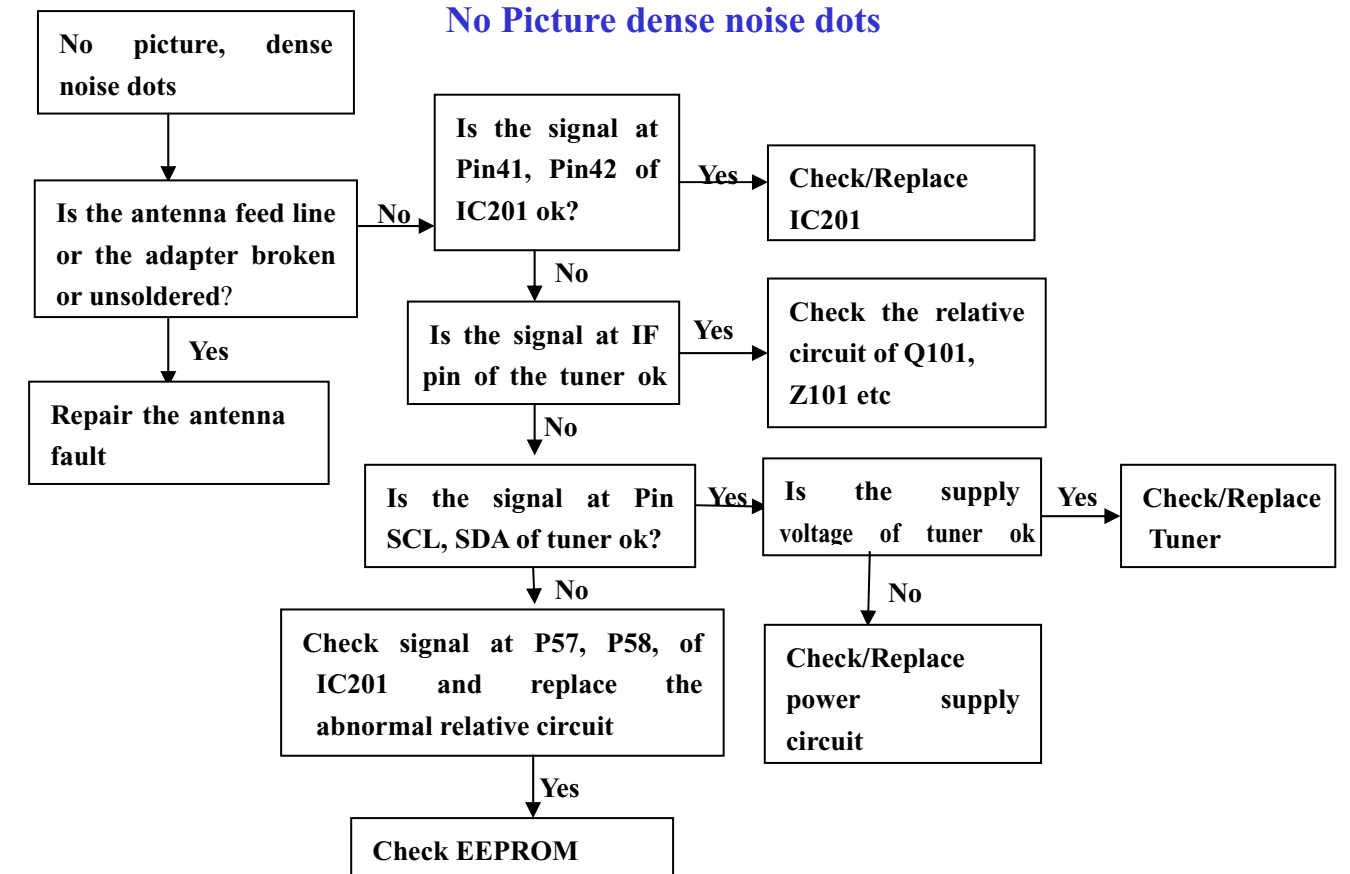 No Picture dense noise dots
No picture, dense
noise dots
Is the antenna feed line
or the adapter broken
or unsoldered?
No
Yes
Repair the antenna
fault
Is the signal at
Pin41, Pin42 of
IC201 ok?
Yes
Check/Replace
IC201
No
Is the signal at IF
pin of the tuner ok
Yes
Check the relative
circuit of Q101,
Z101 etc
No
Is the signal at Pin
SCL, SDA of tuner ok?
Yes
Is the supply
voltage of tuner ok
Yes
Check/Replace
Tuner
No
Check/Replace
power supply
circuit
No
Check signal at P57, P58, of
IC201 and replace the
abnormal relative circuit
Yes
Check EEPROM